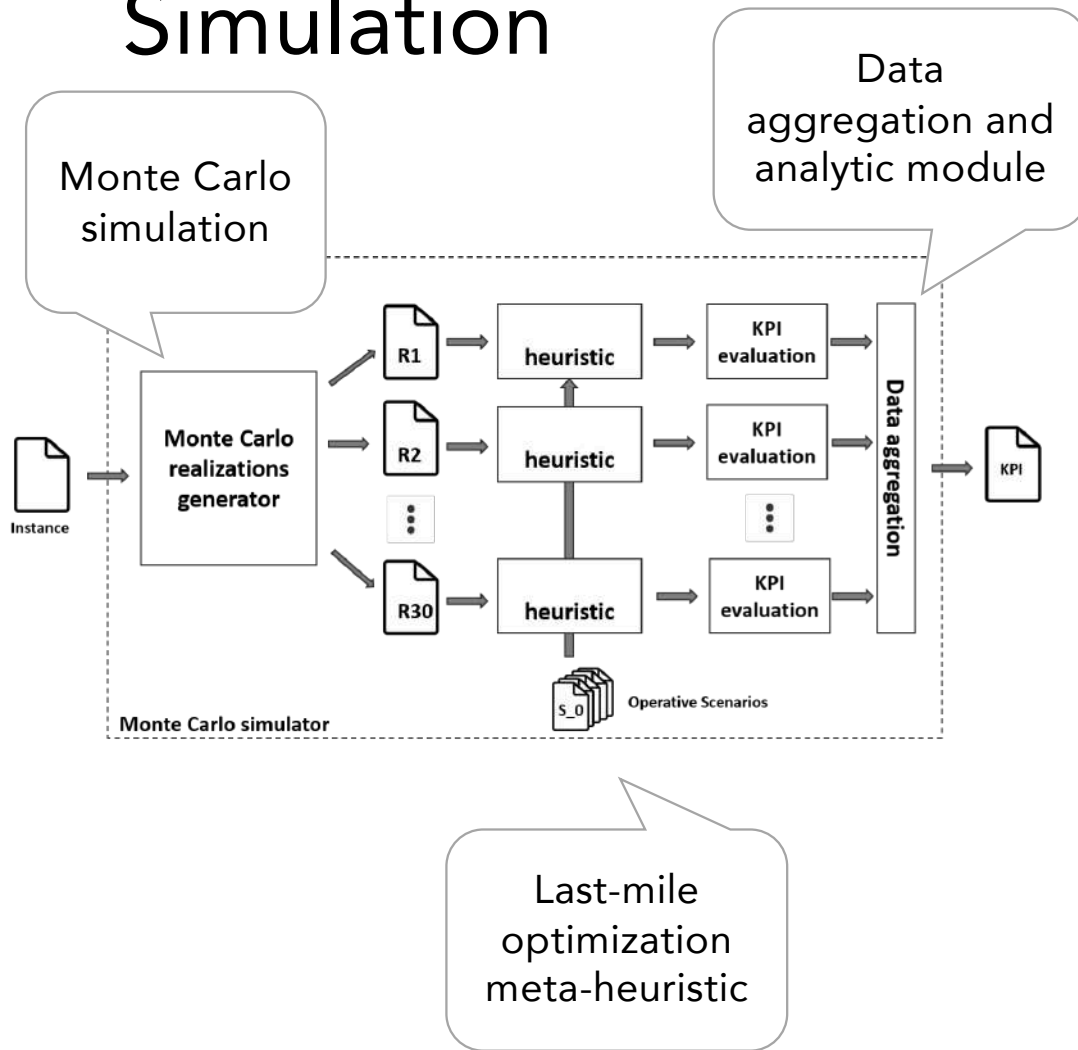 Simulation
Monte Carlo
simulation
Data
aggregation and
analytic module
Instance
Monte Carlo
realizations
generator
R1
heuristic
KPI
evaluation
R2
heuristic
KPI
evaluation
R30
heuristic
KPI
evaluation
Data aggregation
KPI
S_0
Operative Scenarios
Monte Carlo simulator
Last-mile
optimization
meta-heuristic